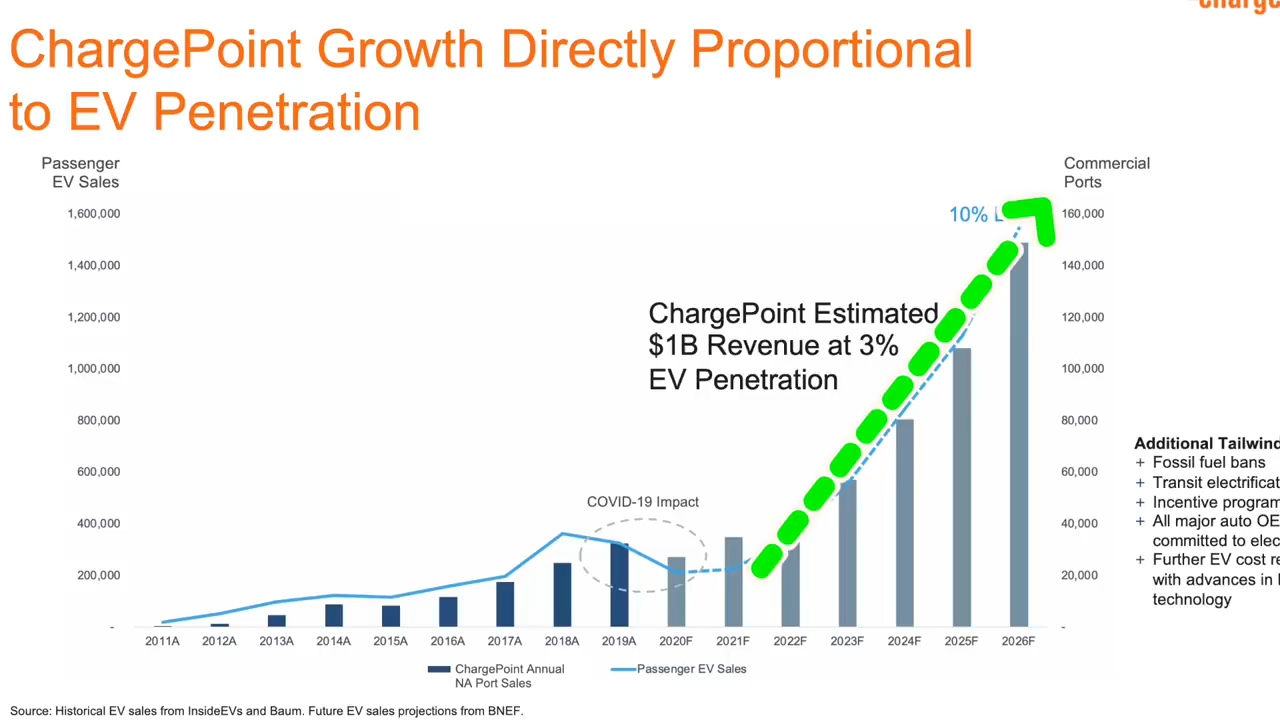 ChargePoint Growth Directly Proportional
to EV Penetration
Passenger
EV Sales
Commercial
Ports
1,600,000
1,400,000
1,200,000
1,000,000
800,000
600,000
400,000
200,000
-
160,000
140,000
120,000
100,000
80,000
60,000
40,000
20,000
-
10%
ChargePoint Estimated
$1B Revenue at 3%
EV Penetration
COVID-19 Impact
2011A 2012A 2013A 2014A 2015A 2016A 2017A 2018A 2019A 2020F 2021F 2022F 2023F 2024F 2025F 2026F
ChargePoint Annual
NA Port Sales
Passenger EV Sales
Additional Tailwind
+ Fossil fuel bans
+ Transit electrificat
+ Incentive program
+ All major auto OE
committed to elec
+ Further EV cost re
with advances in
technology
Source: Historical EV sales from InsideEVs and Baum. Future EV sales projections from BNEF.